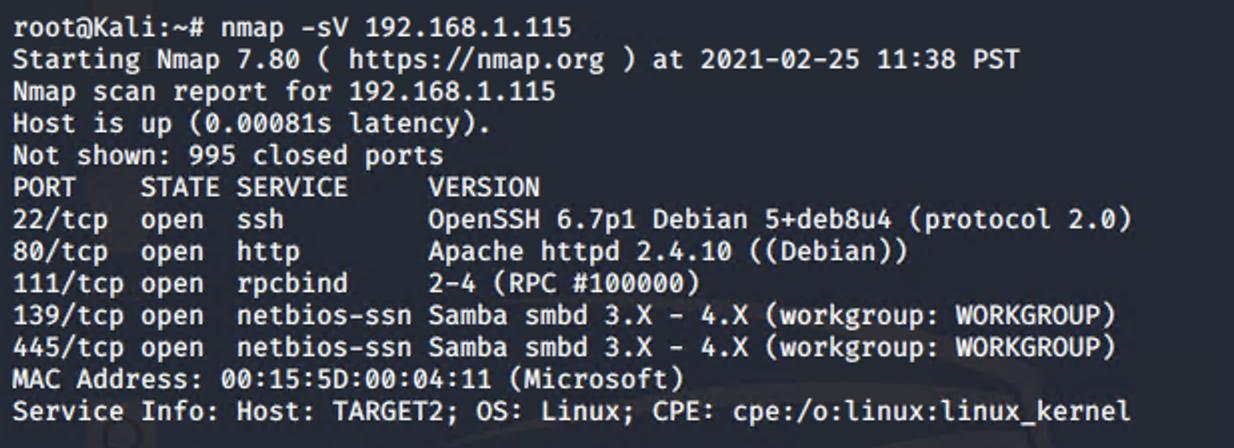 root@Kali:~# nmap -sV 192.168.1.115
Starting Nmap 7.80 ( https://nmap.org ) at 2021-02-25 11:38 PST
Nmap scan report for 192.168.1.115
Host is up (0.00081s latency).
Not shown: 995 closed ports
PORT    STATE SERVICE     VERSION
22/tcp  open  ssh         OpenSSH 6.7p1 Debian 5+deb8u4 (protocol 2.0)
80/tcp  open  http        Apache httpd 2.4.10 ((Debian))
111/tcp open  rpcbind     2-4 (RPC #100000)
139/tcp open  netbios-ssn Samba smbd 3.X - 4.X (workgroup: WORKGROUP)
445/tcp open  netbios-ssn Samba smbd 3.X - 4.X (workgroup: WORKGROUP)
MAC Address: 00:15:5D:00:04:11 (Microsoft)
Service Info: Host: TARGET2; OS: Linux; CPE: cpe:/o:linux:linux_kernel